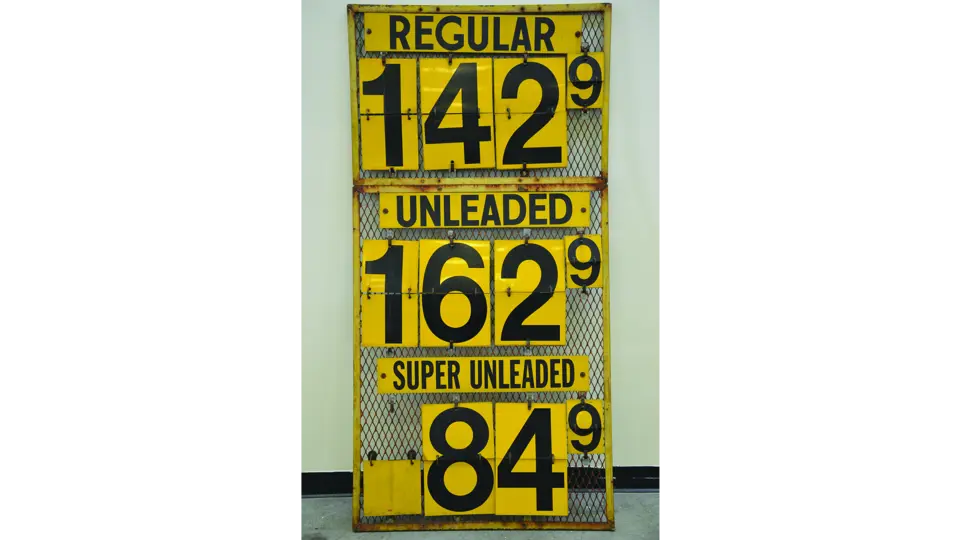 REGULAR
142 9
UNLEADED
162 9
SUPER UNLEADED
84 9